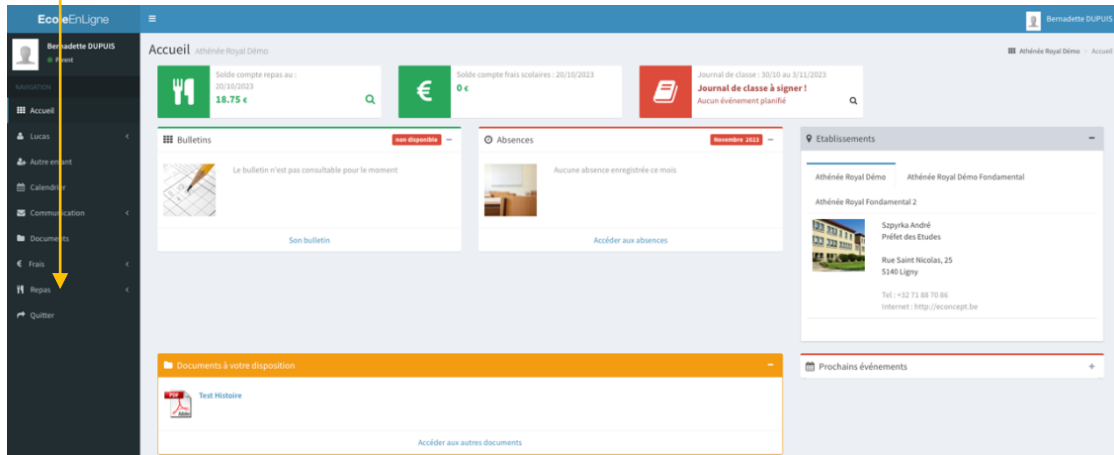 EcoleEnLigne
Bernadette DUPUIS
Bernadette DUPUIS
Parent
NAVIGATION
Accueil
Lucas
Autre enfant
Calendrier
Communication
Documents
€ Frais
Repas
Quitter
Accueil Athénée Royal Démo
Athénée Royal Démo > Accueil
Solde compte repas au :
20/10/2023
18.75 €
€
Solde compte frais scolaires : 20/10/2023
0 €
Journal de classe : 30/10 au 3/11/2023
Journal de classe à signer !
Aucun événement planifié
Bulletins
non disponible
Le bulletin n'est pas consultable pour le moment
Son bulletin
Absences
Novembre 2023
Aucune absence enregistrée ce mois
Accéder aux absences
Etablissements
Athénée Royal Démo
Athénée Royal Démo Fondamental
Athénée Royal Fondamental 2
Szpyrka André
Préfet des Etudes
Rue Saint Nicolas, 25
5140 Ligny
Tel : +32 71 88 70 86
Internet : http://econcept.be
Documents à votre disposition
PDF
Adobe
Test Histoire
Accéder aux autres documents
Prochains événements